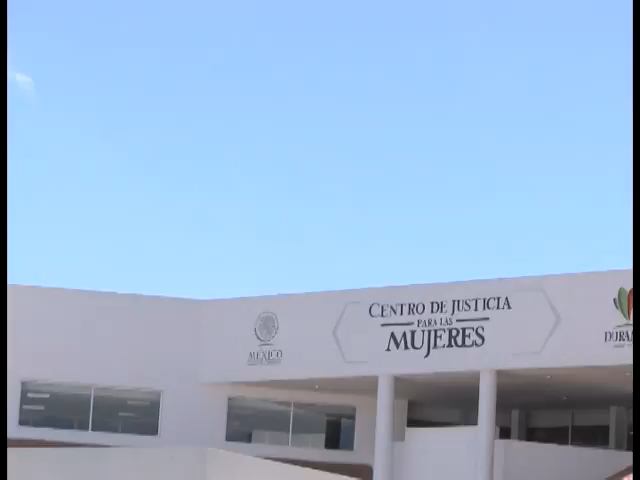 CENTRO DE JUSTICIA
PARA LAS
MUJERES
MÉXICO